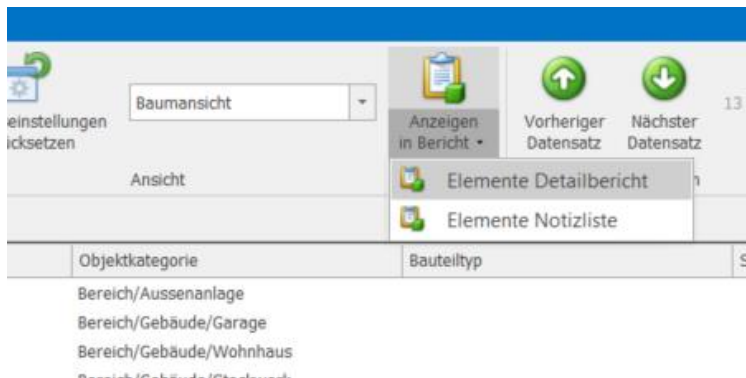 einstellungen
cksetzen
Baumansicht
Ansicht
Anzeigen
in Bericht
Vorheriger
Datensatz
Nächster
Datensatz
13
Elemente Detailbericht
Elemente Notizliste
Objektkategorie
Bauteiltyp
S
Bereich/Aussenanlage
Bereich/Gebäude/Garage
Bereich/Gebäude/Wohnhaus